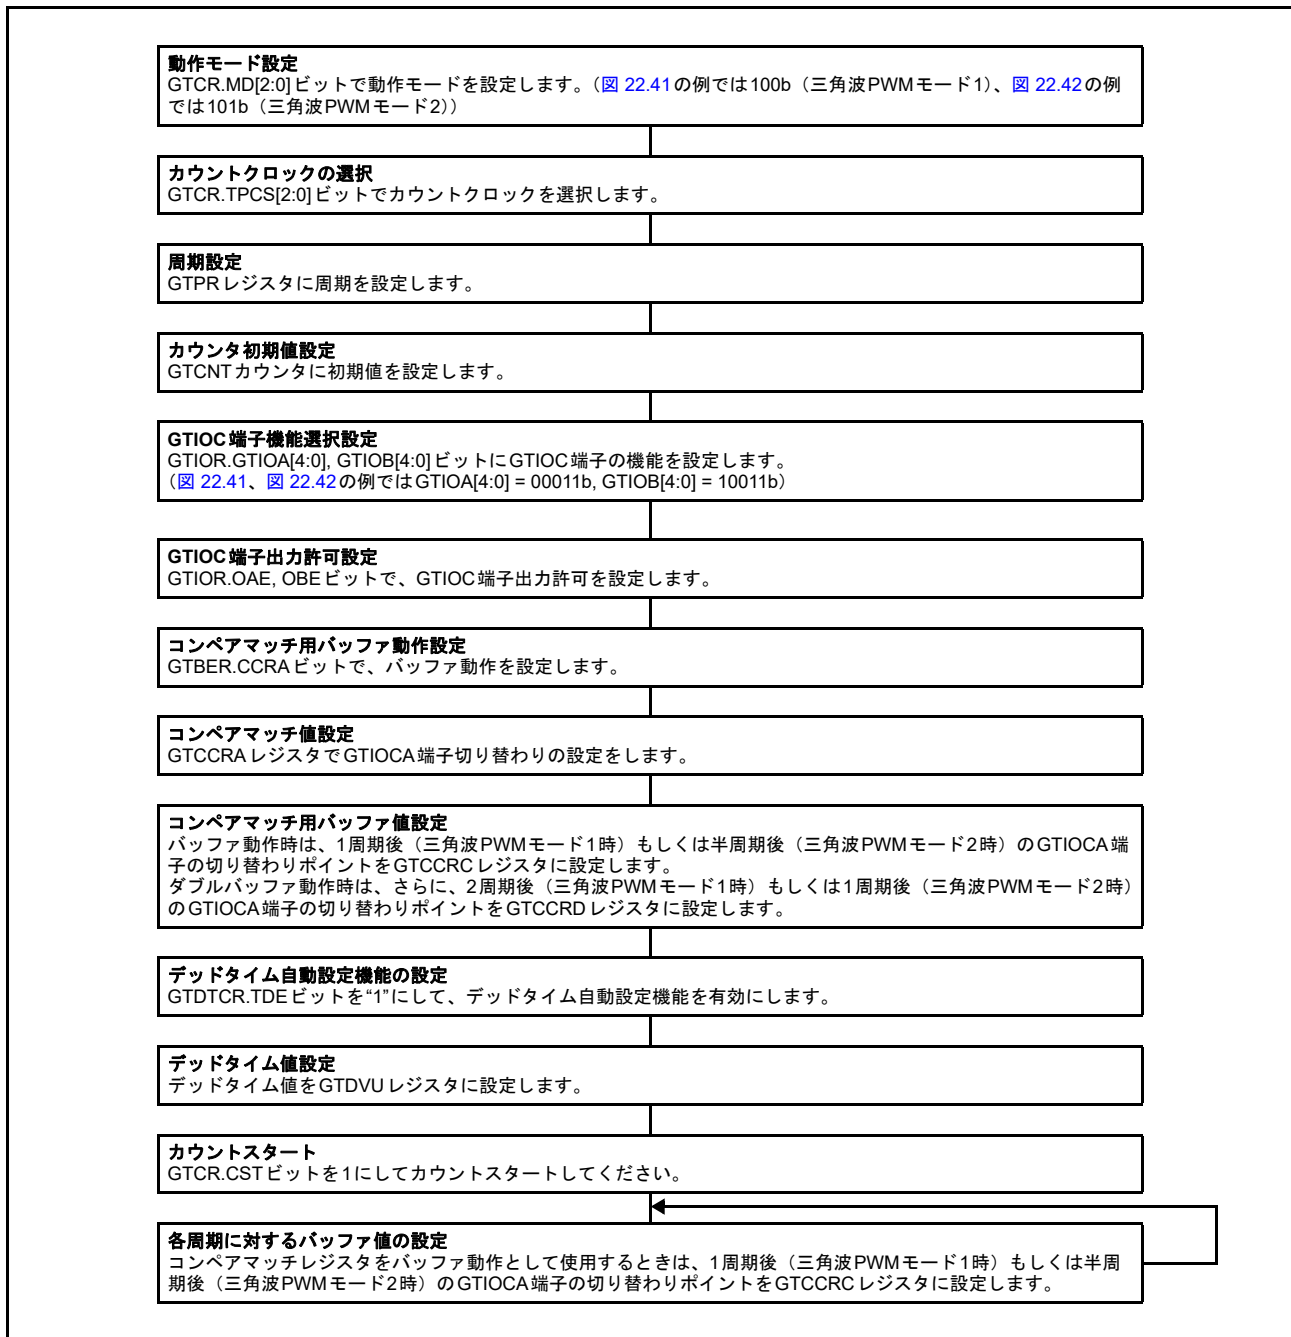 動作モード設定
GTCR.MD[2:0]ビットで動作モードを設定します。（図 22.41の例では100b（三角波PWMモード1）、図 22.42の例
では101b（三角波PWMモード2））
カウントクロックの選択
GTCR.TPCS[2:0]ビットでカウントクロックを選択します。
周期設定
GTPRレジスタに周期を設定します。
カウンタ初期値設定
GTCNTカウンタに初期値を設定します。
GTIOC端子機能選択設定
GTIOR.GTIOA[4:0], GTIOB[4:0]ビットにGTIOC端子の機能を設定します。
（図 22.41、図 22.42の例ではGTIOA[4:0] = 00011b, GTIOB[4:0] = 10011b）
GTIOC端子出力許可設定
GTIOR.OAE, OBEビットで、GTIOC端子出力許可を設定します。
コンペアマッチ用バッファ動作設定
GTBER.CCRAビットで、バッファ動作を設定します。
コンペアマッチ値設定
GTCCRAレジスタでGTIOCA端子切り替わりの設定をします。
コンペアマッチ用バッファ値設定
バッファ動作時は、1周期後（三角波PWMモード1時）もしくは半周期後（三角波PWMモード2時）のGTIOCA端
子の切り替わりポイントをGTCCRCレジスタに設定します。
ダブルバッファ動作時は、さらに、2周期後（三角波PWMモード1時）もしくは1周期後（三角波PWMモード2時）
のGTIOCA端子の切り替わりポイントをGTCCRDレジスタに設定します。
デッドタイム自動設定機能の設定
GTDTCR.TDEビットを“1”にして、デッドタイム自動設定機能を有効にします。
デッドタイム値設定
デッドタイム値をGTDVUレジスタに設定します。
カウントスタート
GTCR.CSTビットを1にしてカウントスタートしてください。
各周期に対するバッファ値の設定
コンペアマッチレジスタをバッファ動作として使用するときは、1周期後（三角波PWMモード1時）もしくは半周
期後（三角波PWMモード2時）のGTIOCA端子の切り替わりポイントをGTCCRCレジスタに設定します。